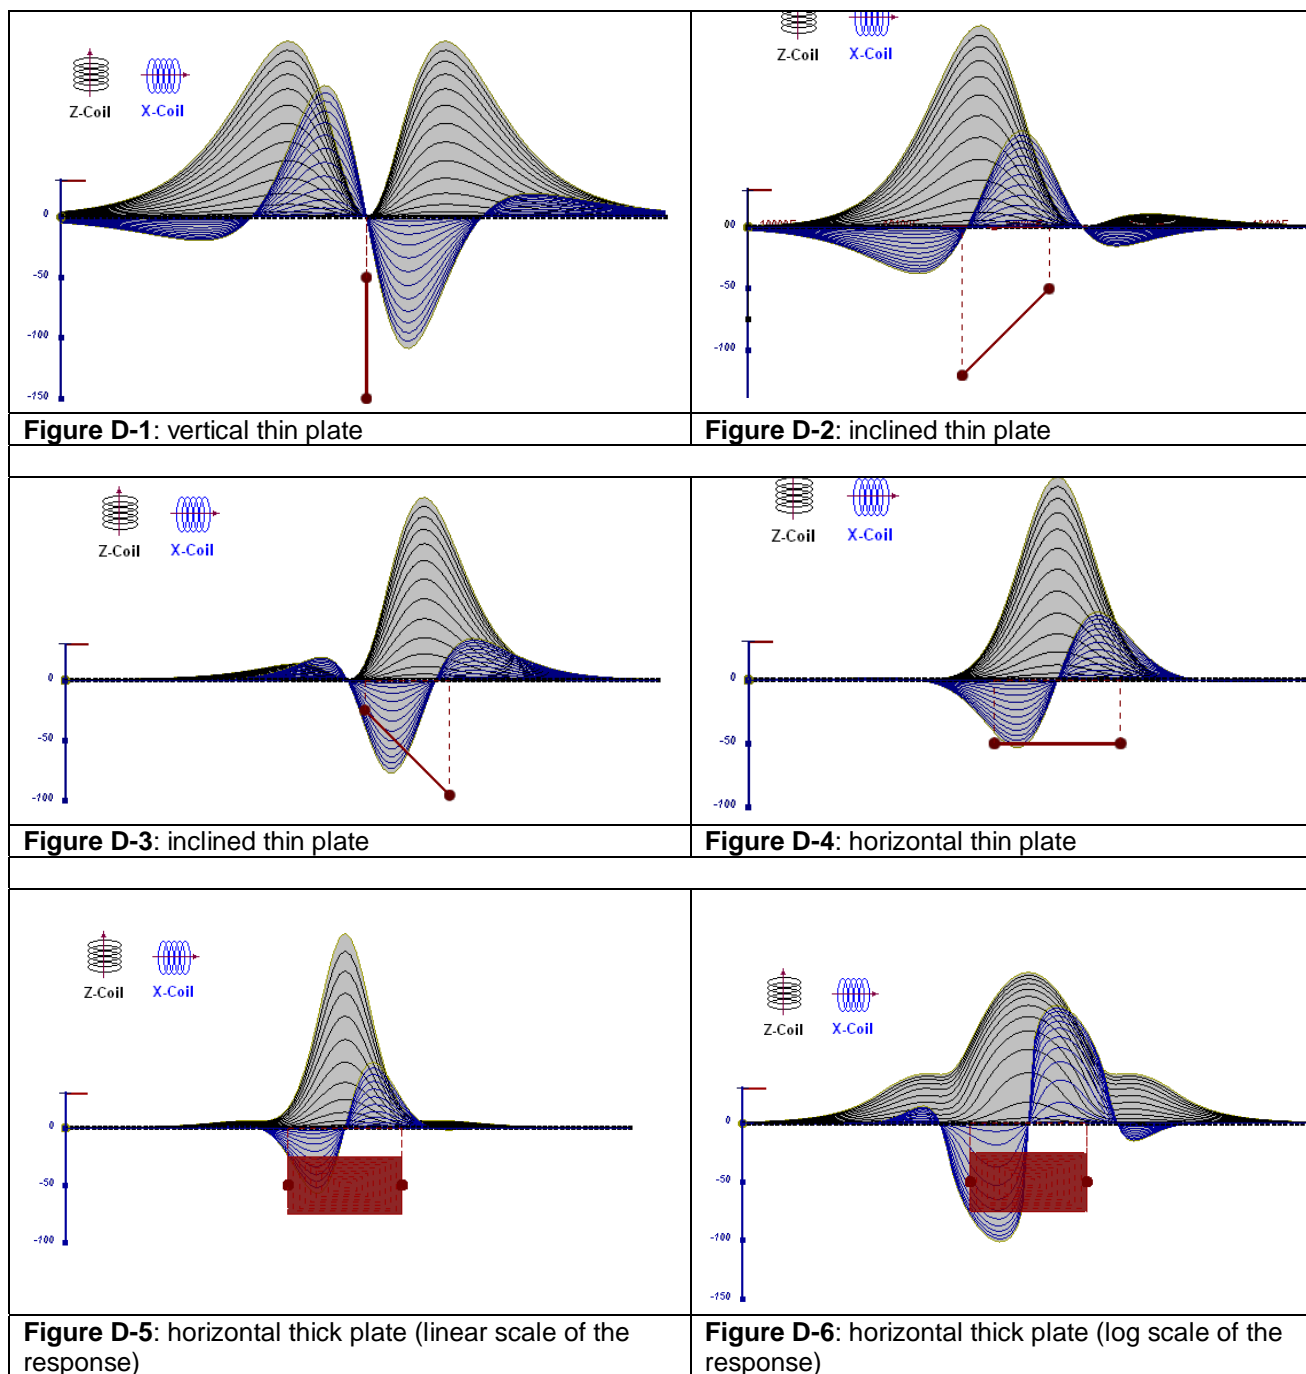 Z-Coil X-Coil
0
-50
-100
-150
Figure D-1: vertical thin plate
Z-Coil X-Coil
00
-50
-100
Figure D-2: inclined thin plate
Z-Coil X-Coil
0
-50
-100
Figure D-3: inclined thin plate
Z-Coil X-Coil
0
-50
-100
Figure D-4: horizontal thin plate
Z-Coil X-Coil
0
-50
-100
Figure D-5: horizontal thick plate (linear scale of the
response)
Z-Coil X-Coil
0
-50
-100
-150
Figure D-6: horizontal thick plate (log scale of the
response)